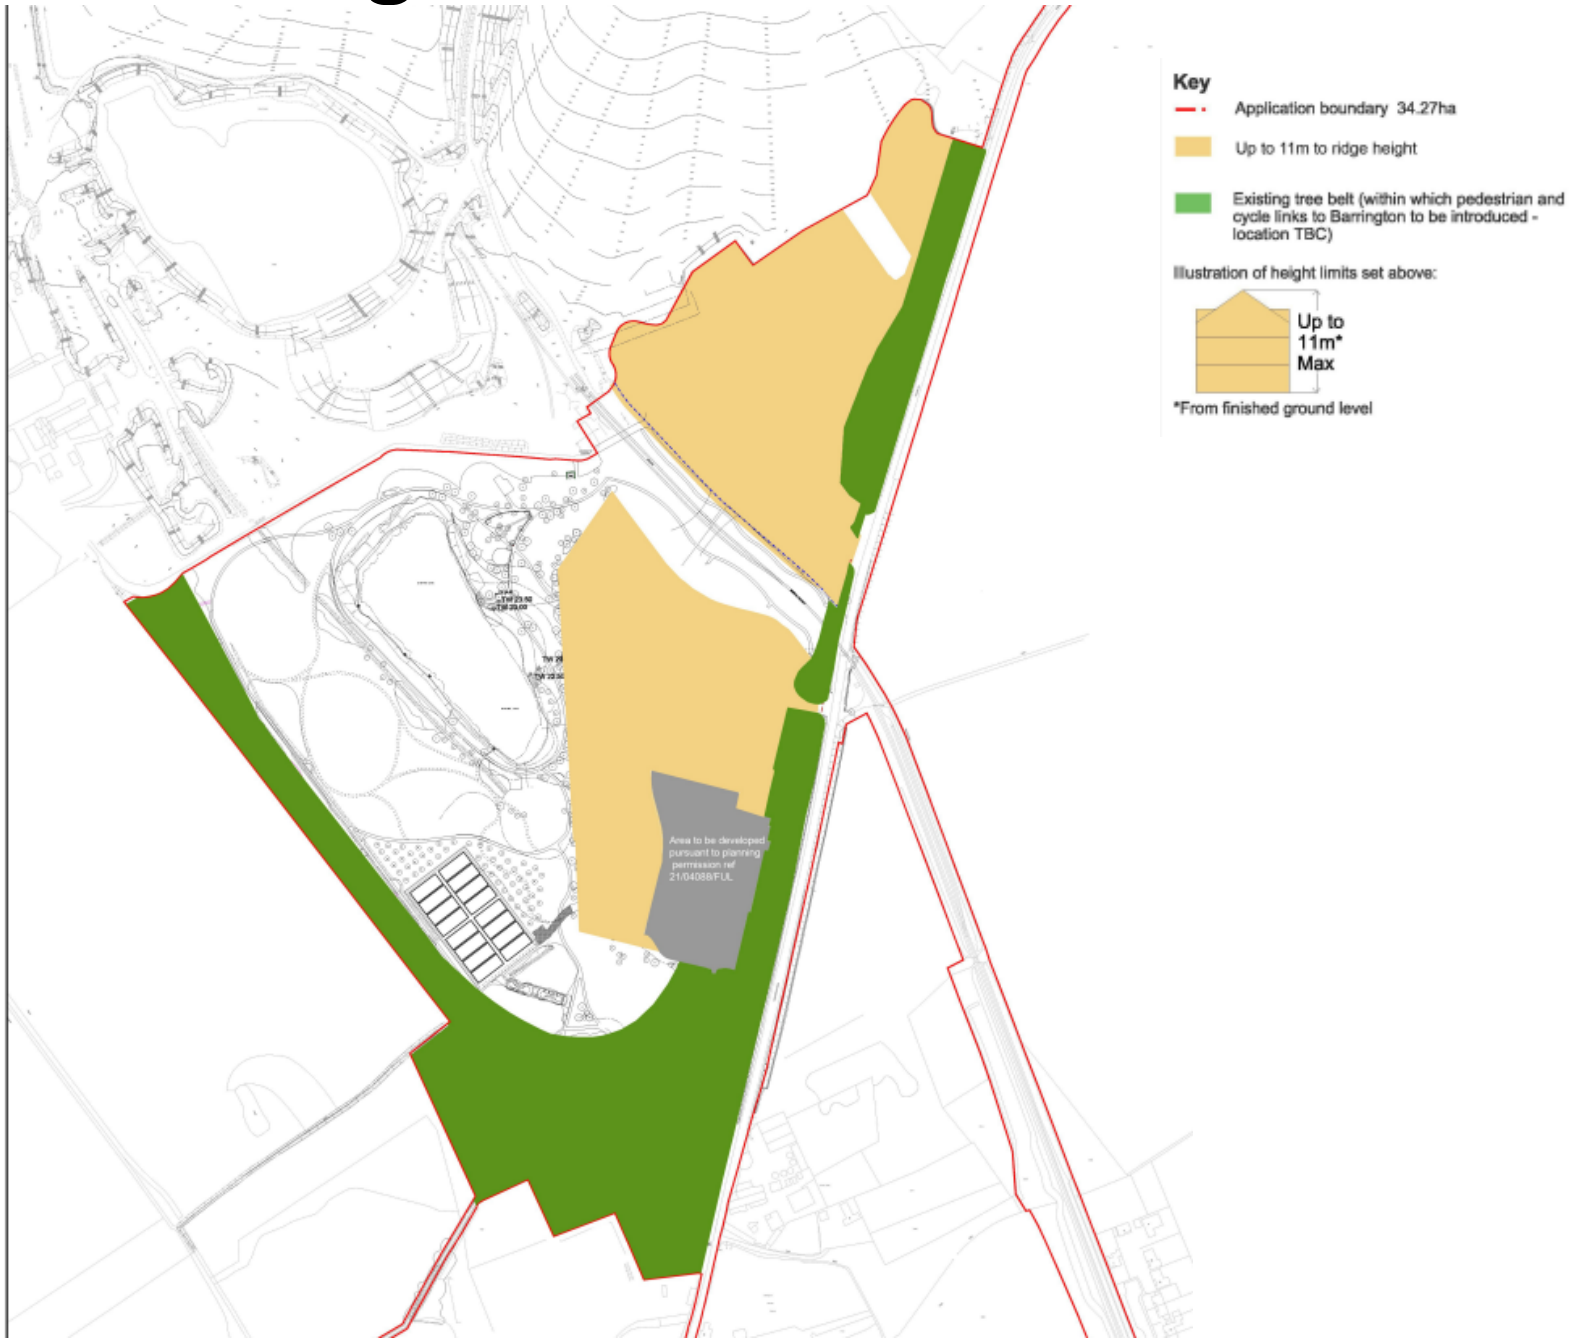 Key
Application boundary 34.27ha
Up to 11m to ridge height
Existing tree belt (within which pedestrian and
cycle links to Barrington to be introduced -
location TBC)
Illustration of height limits set above:
Up to
11m*
Max
*From finished ground level
Area to be developed
pursuant to planning
permission ref
21/04088/FUL